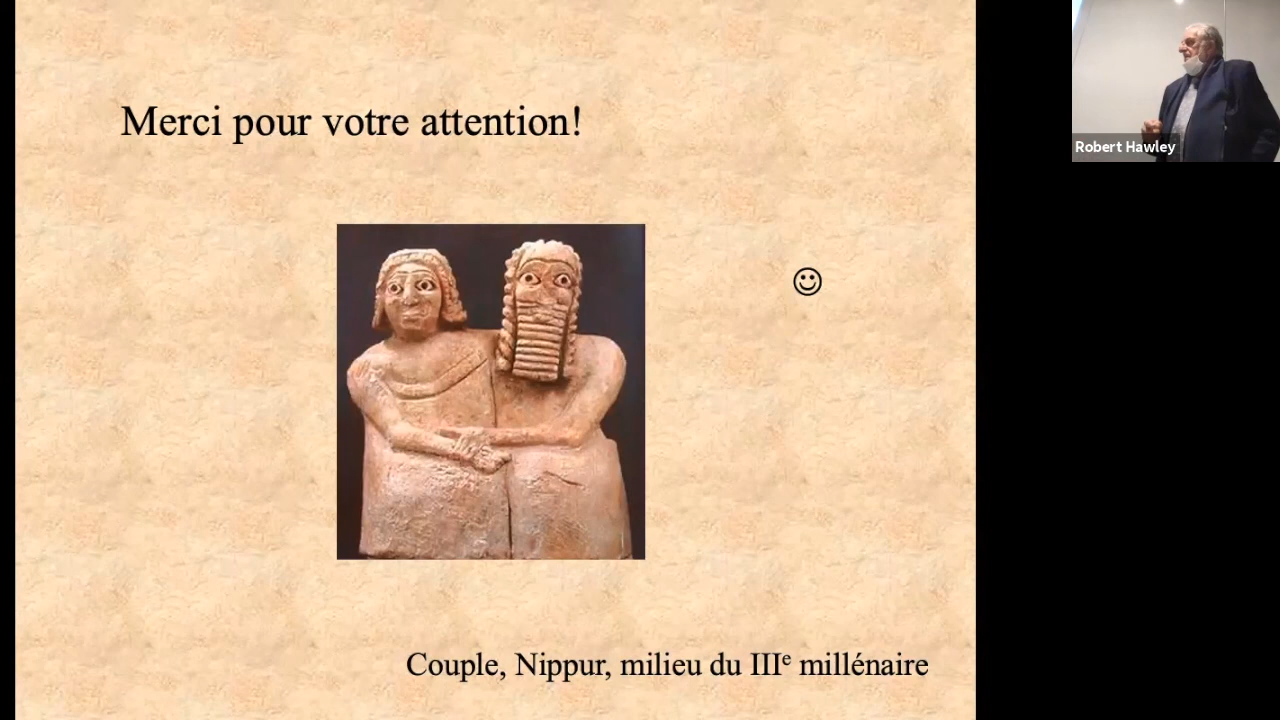 Merci pour votre attention!
☺
Robert Hawley
Couple, Nippur, milieu du IIIe millénaire